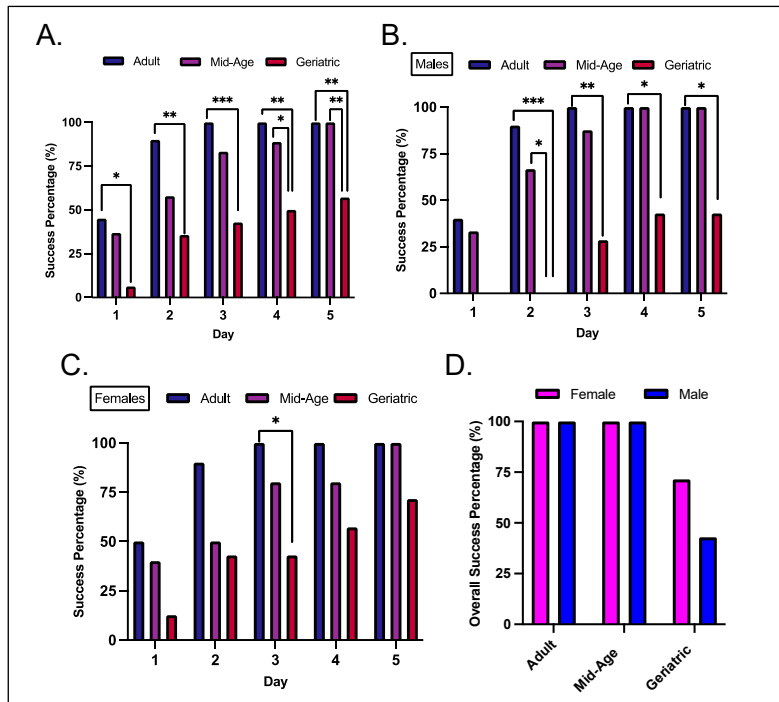 A.
Adult Mid-Age Geriatric
Success Percentage (%)
100
75
50
25
0
*
**
***
**
*
**
**
1 2 3 4 5
Day
B.
Males Adult Mid-Age Geriatric
Success Percentage (%)
100
75
50
25
0
***
*
**
*
*
1 2 3 4 5
Day
C.
Females Adult Mid-Age Geriatric
Success Percentage (%)
100
75
50
25
0
*
1 2 3 4 5
Day
D.
Female Male
Overall Success Percentage (%)
100
75
50
25
0
Adult
Mid-Age
Geriatric